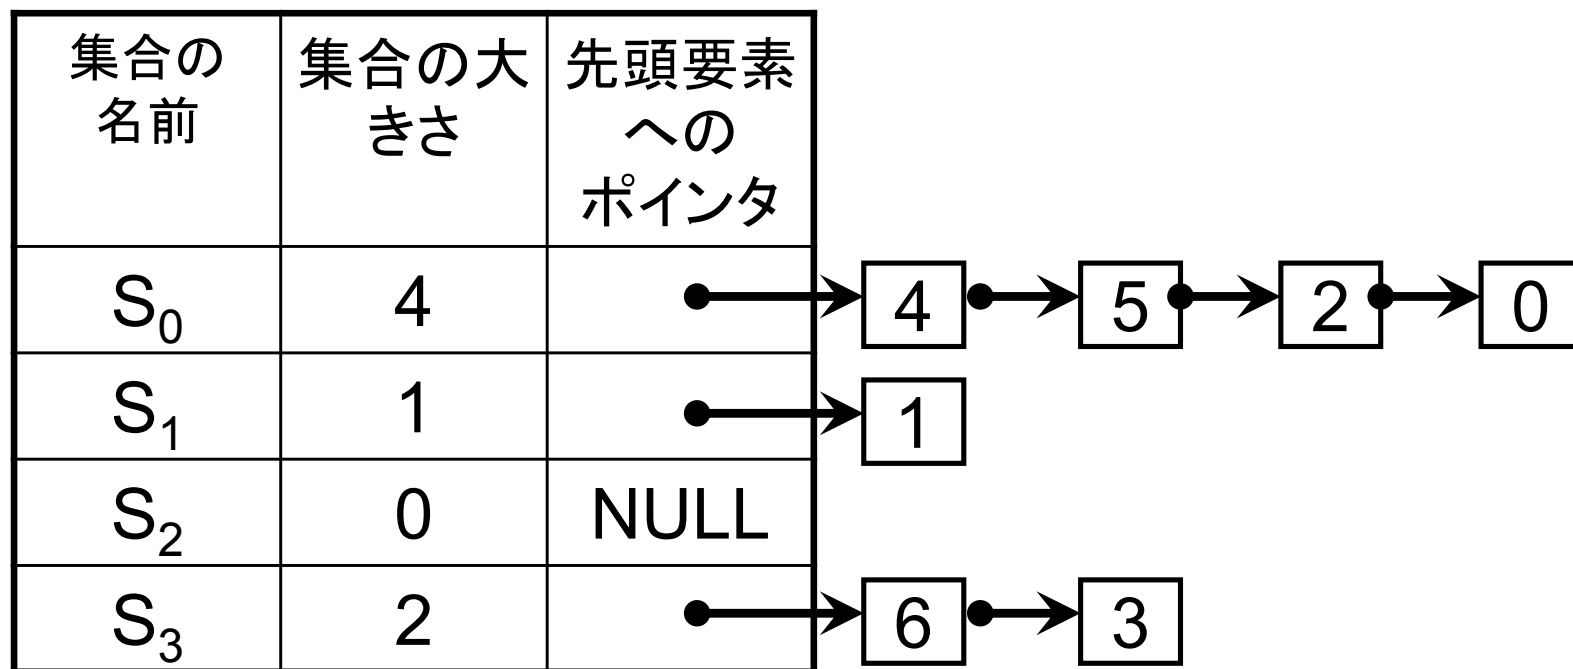 集合の
名前
集合の大
きさ
先頭要素
への
ポインタ
S₀ 4 4 5 2 0
S₁ 1 1
S₂ 0 NULL
S₃ 2 6 3